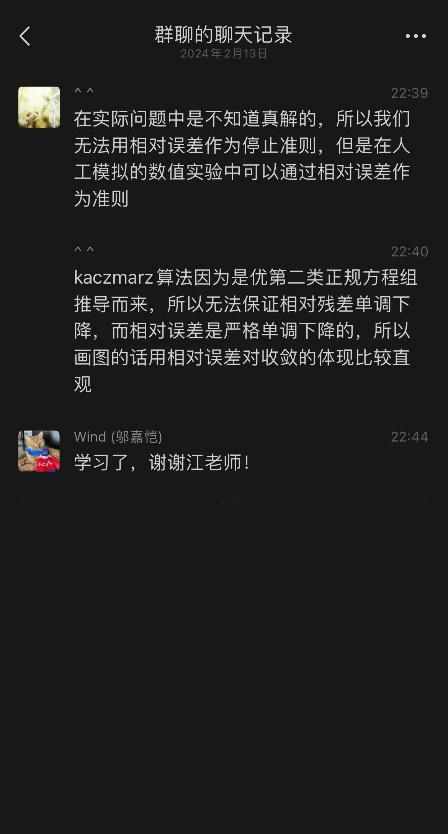 群聊的聊天记录
2024年2月13日
^ ^
22:39
在实际问题中是不知道真解的，所以我们
无法用相对误差作为停止准则，但是在人
工模拟的数值实验中可以通过相对误差作
为准则
^ ^
22:40
kaczmarz算法因为是优第二类正规方程组
推导而来，所以无法保证相对残差单调下
降，而相对误差是严格单调下降的，所以
画图的话用相对误差对收敛的体现比较直
观
Wind (邬嘉恺)
22:44
学习了，谢谢江老师！